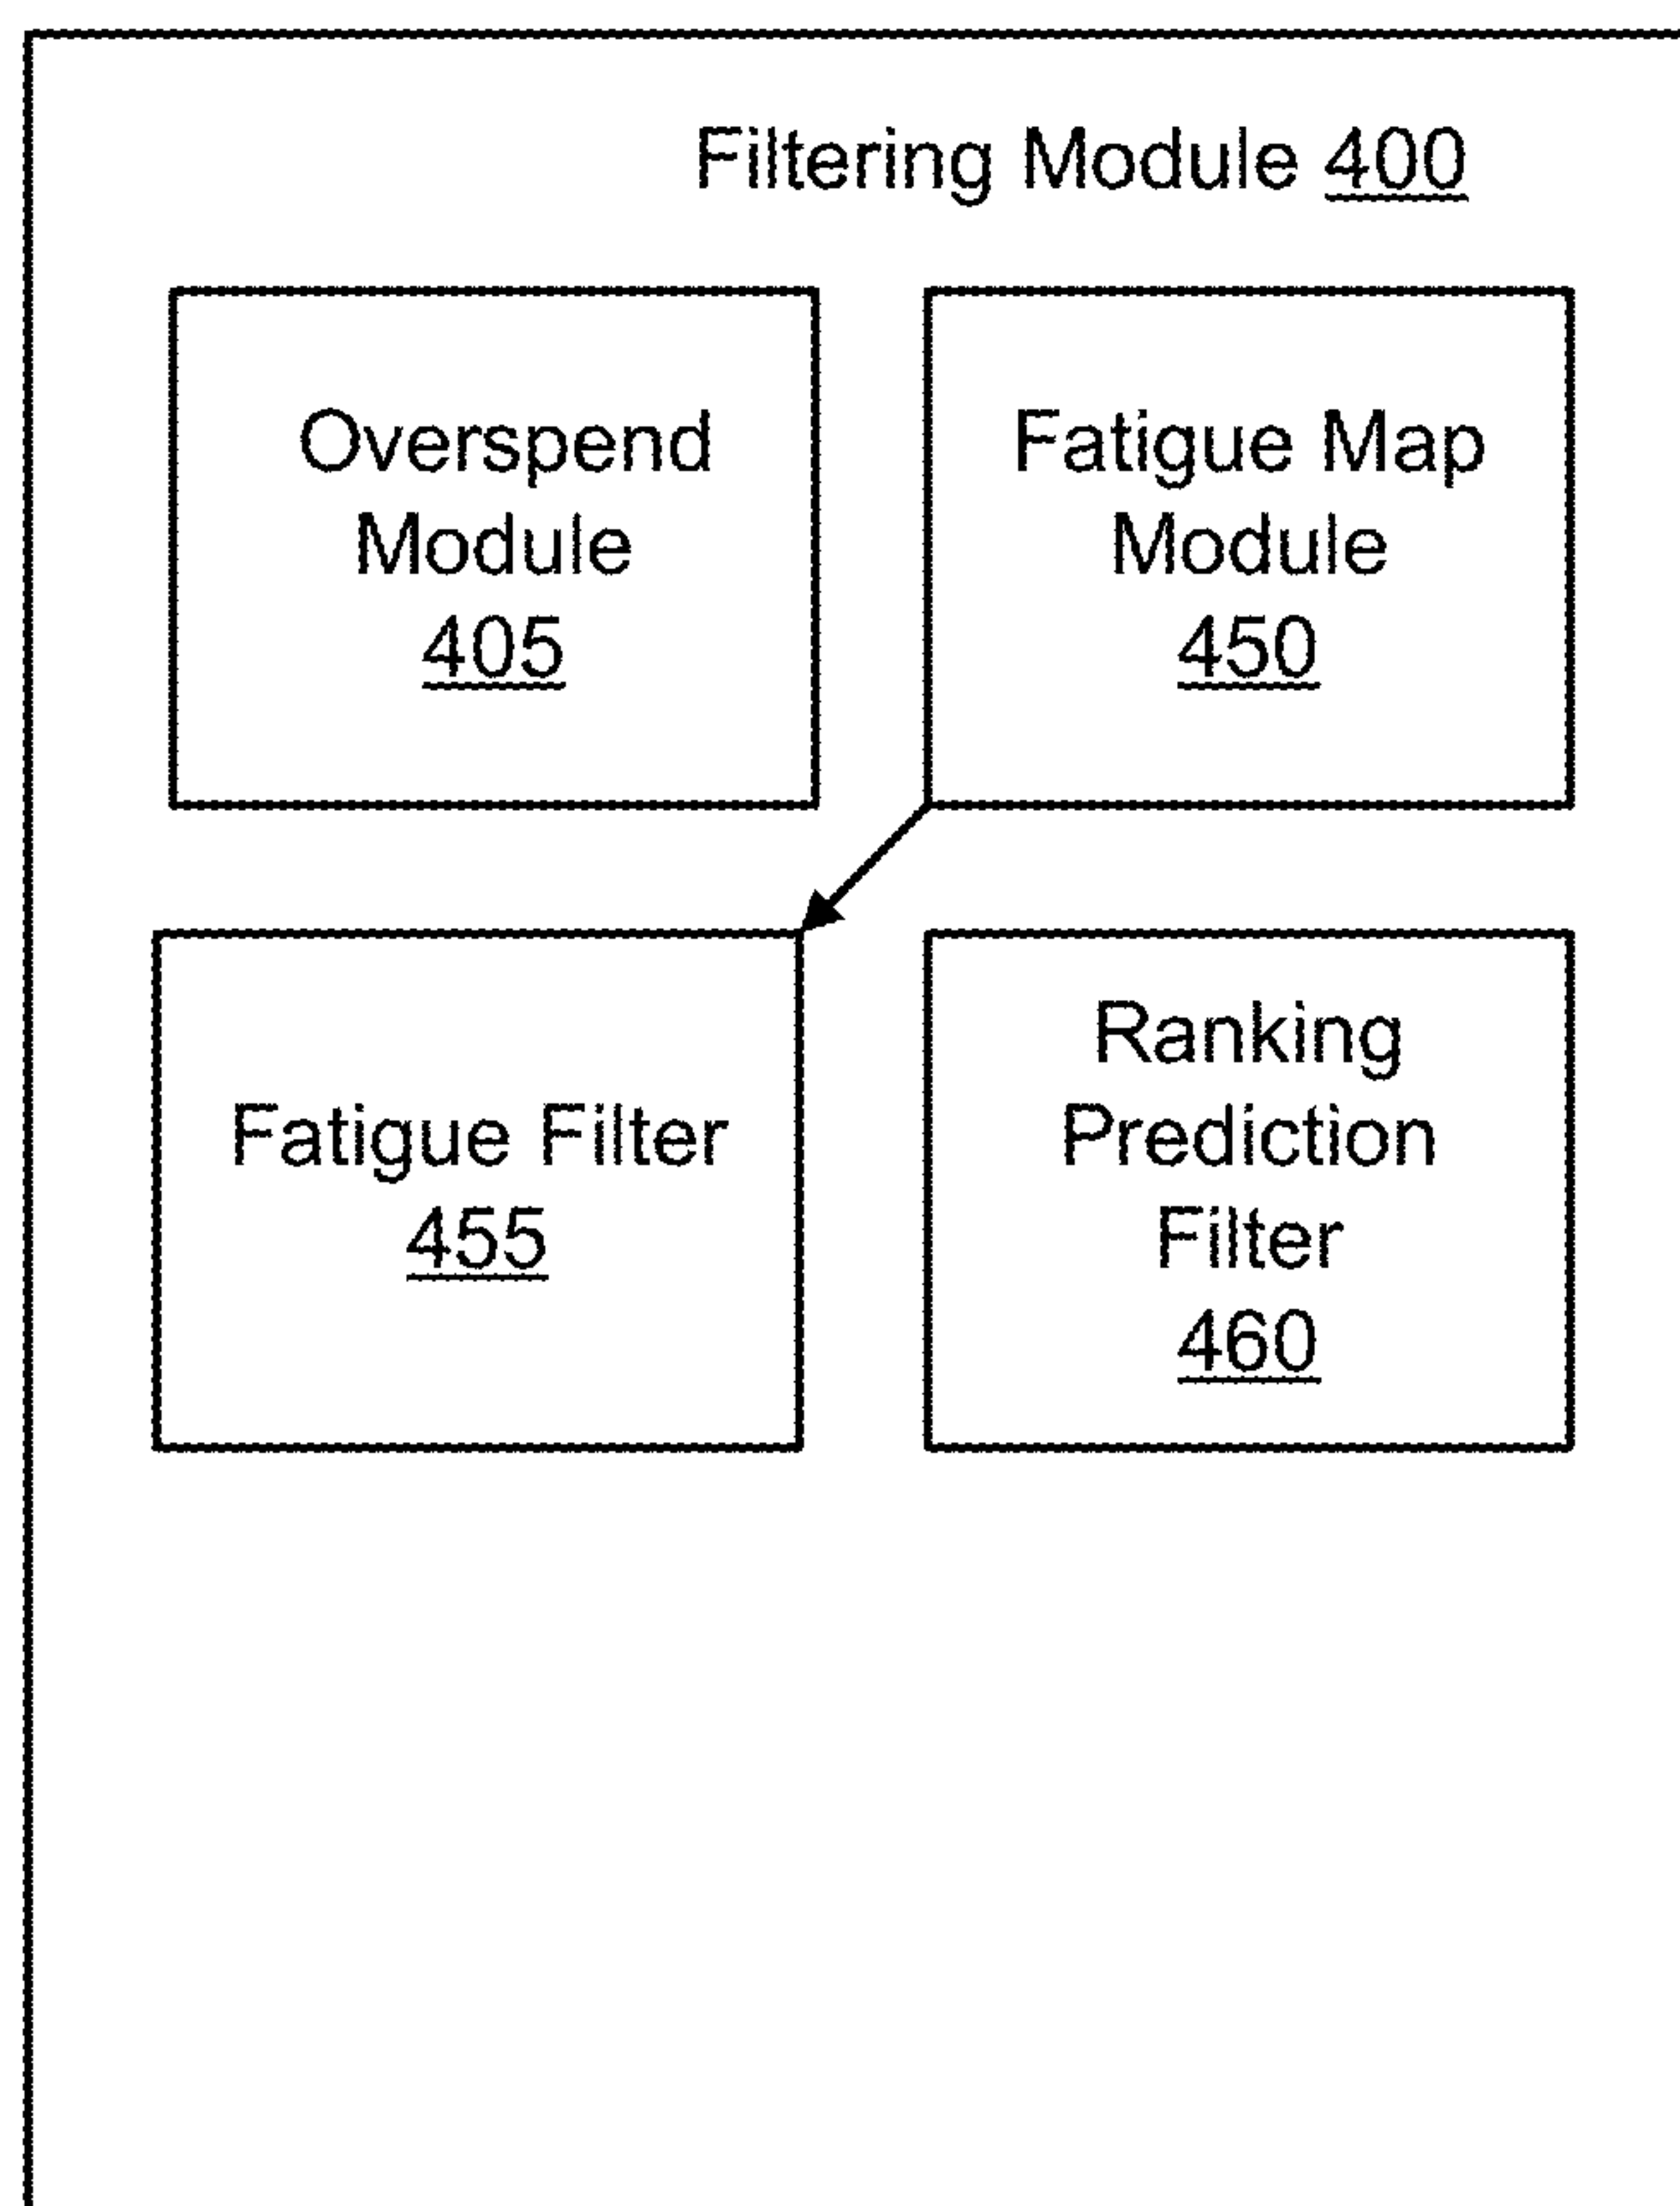 Filtering Module 400
Overspend
Module
405
Fatigue Map
Module
450
Fatigue Filter
455
Ranking
Prediction
Filter
460